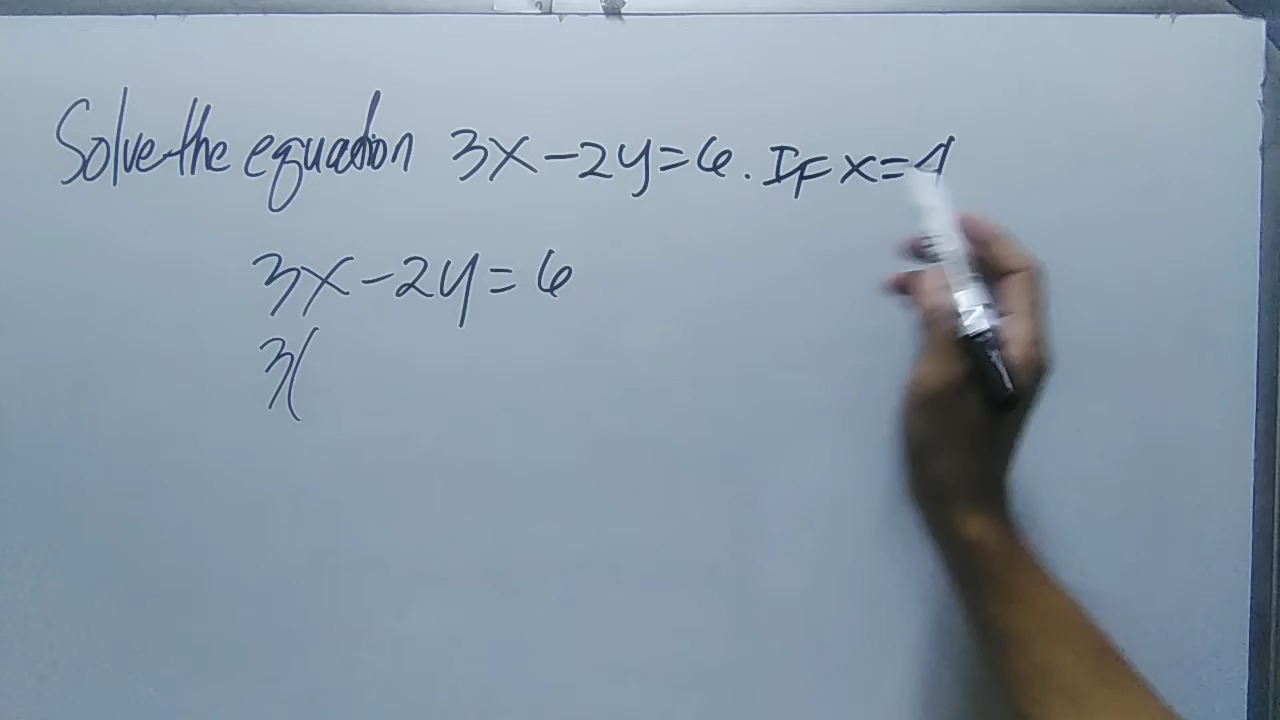 Solve the equation 3x-2y=6. If x=4
3x-2y=6
3(